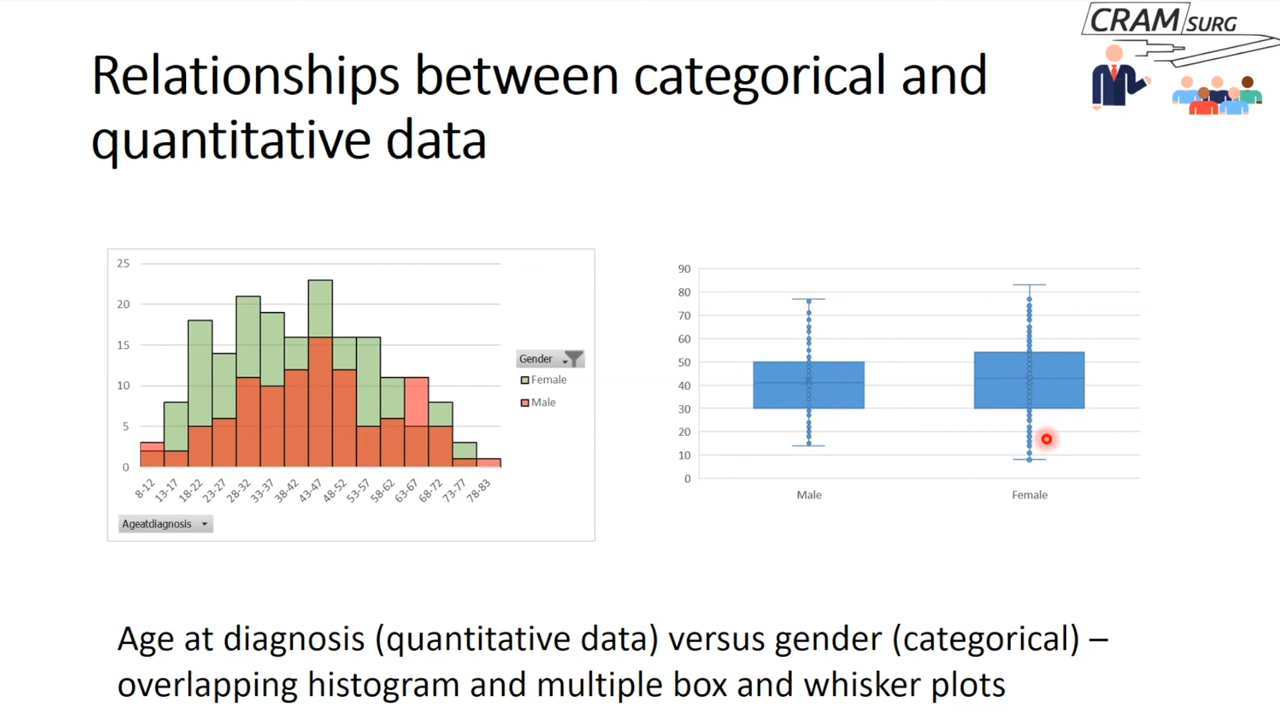 CRAM SURG
Relationships between categorical and
quantitative data
25
20
15
10
5
0
8-12
13-17
18-22
23-27
28-32
33-37
38-42
43-47
48-52
53-57
58-62
63-67
68-72
73-77
78-83
Gender
Female
Male
Ageatdiagnosis
90
80
70
60
50
40
30
20
10
0
Male
Female
Age at diagnosis (quantitative data) versus gender (categorical) –
overlapping histogram and multiple box and whisker plots